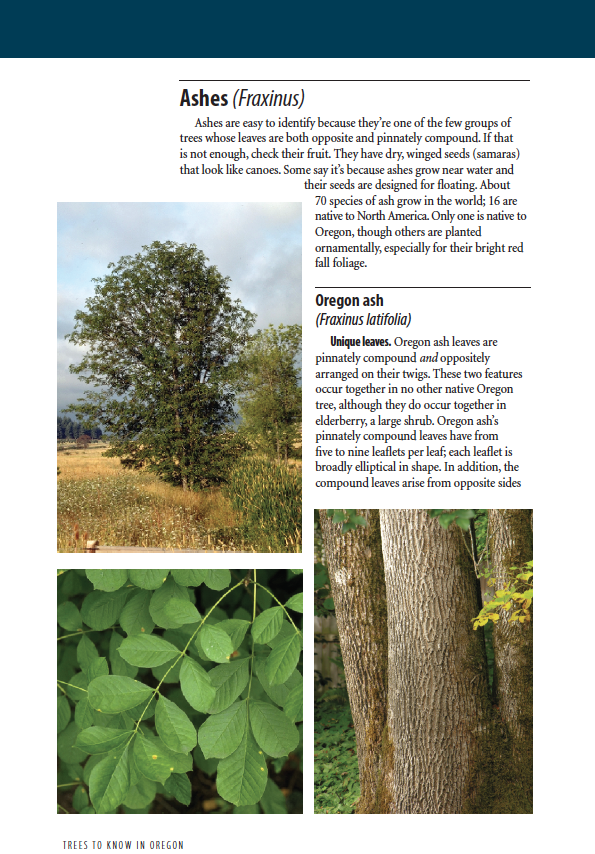 Ashes (Fraxinus)
Ashes are easy to identify because they’re one of the few groups of
trees whose leaves are both opposite and pinnately compound. If that
is not enough, check their fruit. They have dry, winged seeds (samaras)
that look like canoes. Some say it’s because ashes grow near water and
their seeds are designed for floating. About
70 species of ash grow in the world; 16 are
native to North America. Only one is native to
Oregon, though others are planted
ornamentally, especially for their bright red
fall foliage.
Oregon ash
(Fraxinus latifolia)
Unique leaves. Oregon ash leaves are
pinnately compound and oppositely
arranged on their twigs. These two features
occur together in no other native Oregon
tree, although they do occur together in
elderberry, a large shrub. Oregon ash’s
pinnately compound leaves have from
five to nine leaflets per leaf; each leaflet is
broadly elliptical in shape. In addition, the
compound leaves arise from opposite sides
TREES TO KNOW IN OREGON